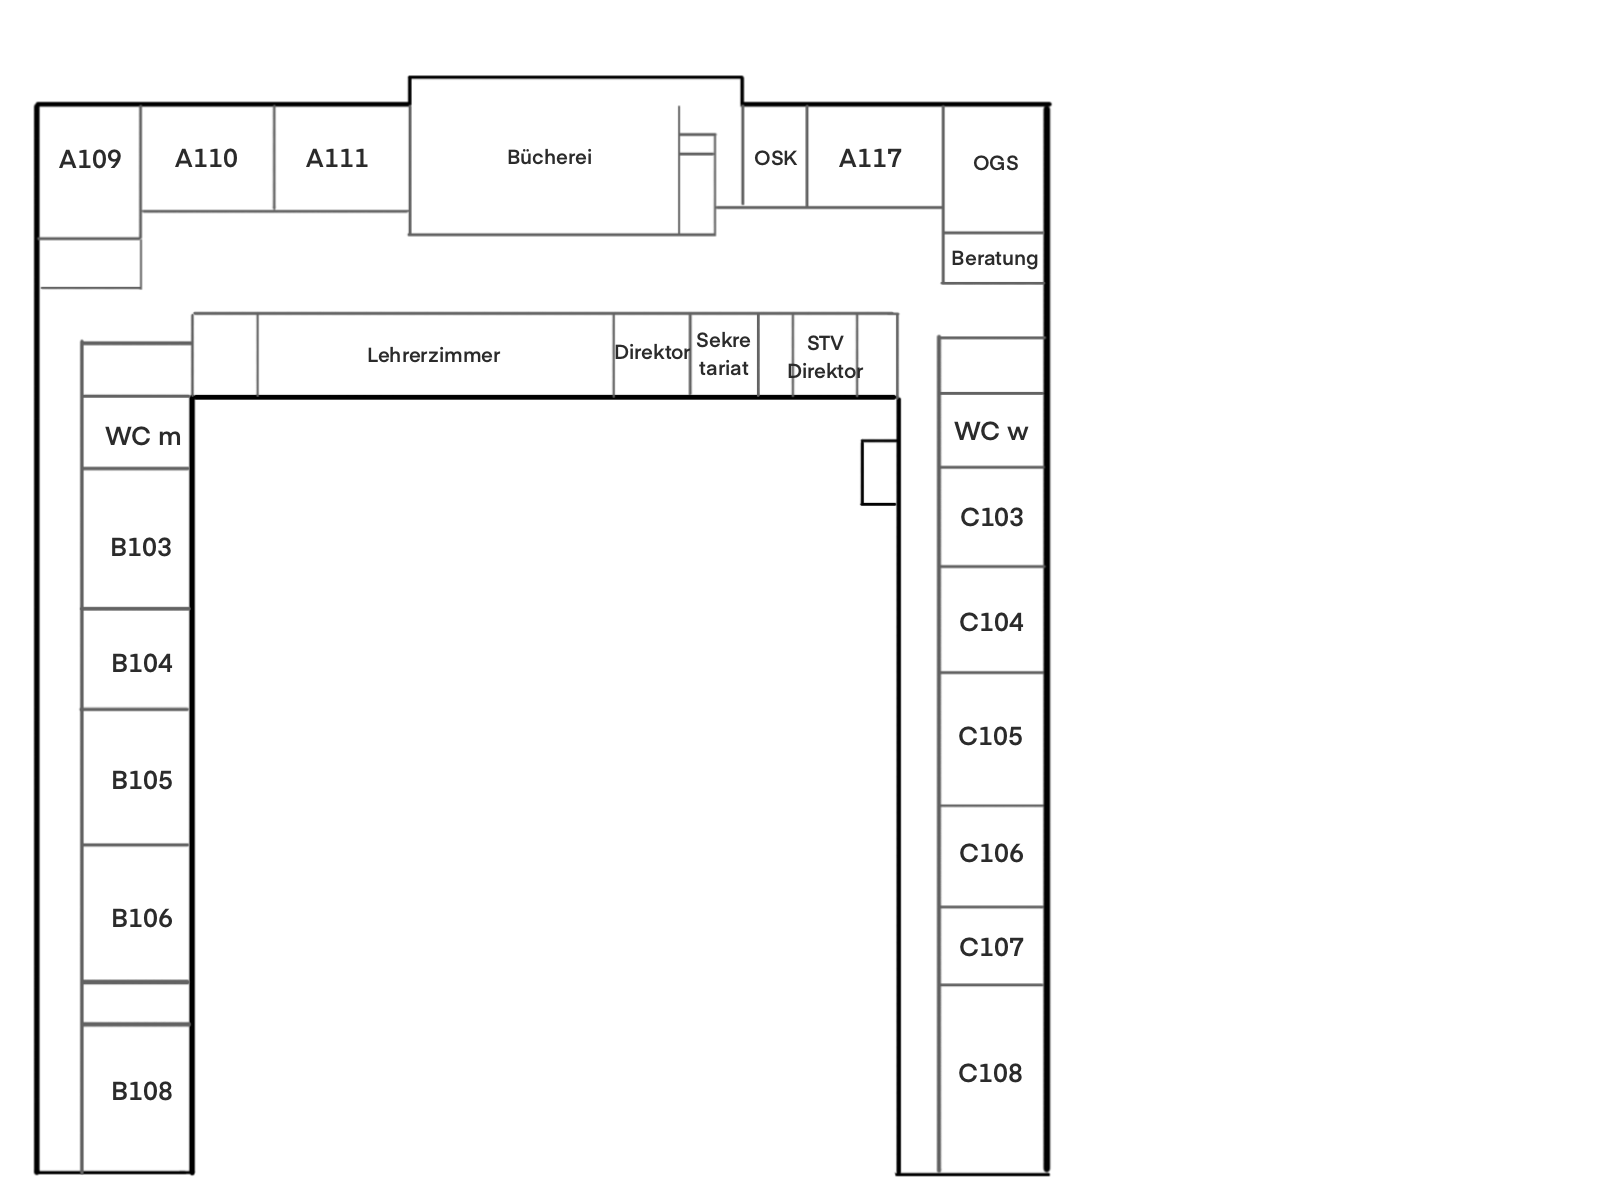 A109
A110
A111
Bücherei
OSK
A117
OGS
Beratung
Lehrerzimmer
Direktor
Sekre
tariat
STV
Direktor
WC m
B103
B104
B105
B106
B108
WC w
C103
C104
C105
C106
C107
C108